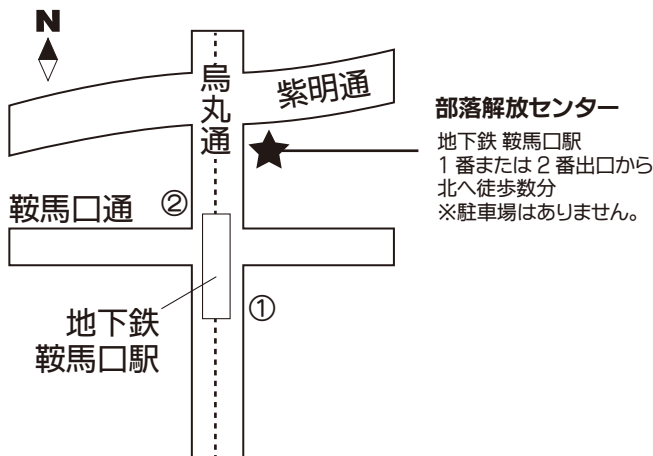 N
烏丸通
紫明通
部落解放センター
地下鉄 鞍馬口駅
1 番または 2 番出口から
北へ徒歩数分
※駐車場はありません。
鞍馬口通
②
①
地下鉄
鞍馬口駅